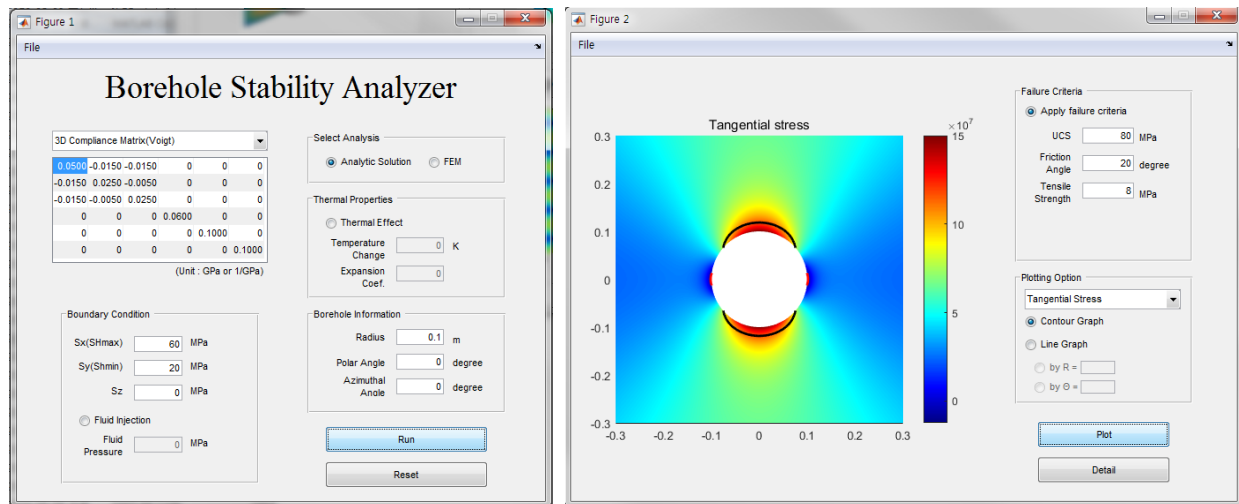 Figure 1
File
Borehole Stability Analyzer
3D Compliance Matrix(Voigt)
0.0500 -0.0150 -0.0150 0 0 0
-0.0150 0.0250 -0.0050 0 0 0
-0.0150 -0.0050 0.0250 0 0 0
0 0 0 0.0600 0 0
0 0 0 0 0.1000 0
0 0 0 0 0 0.1000
(Unit : GPa or 1/GPa)
Boundary Condition
Sx(SHmax) 60 MPa
Sy(Shmin) 20 MPa
Sz 0 MPa
Fluid Injection
Fluid
Pressure 0 MPa
Select Analysis
Analytic Solution FEM
Thermal Properties
Thermal Effect
Temperature
Change 0 K
Expansion
Coef. 0
Borehole Information
Radius 0.1 m
Polar Angle 0 degree
Azimuthal
Angle 0 degree
Run
Reset
Figure 2
File
Tangential stress
×10⁷
0.3
0.2
0.1
0
-0.1
-0.2
-0.3
-0.3 -0.2 -0.1 0 0.1 0.2 0.3
15
10
5
0
Failure Criteria
Apply failure criteria
UCS 80 MPa
Friction
Angle 20 degree
Tensile
Strength 8 MPa
Plotting Option
Tangential Stress
Contour Graph
Line Graph
by R =
by Θ =
Plot
Detail